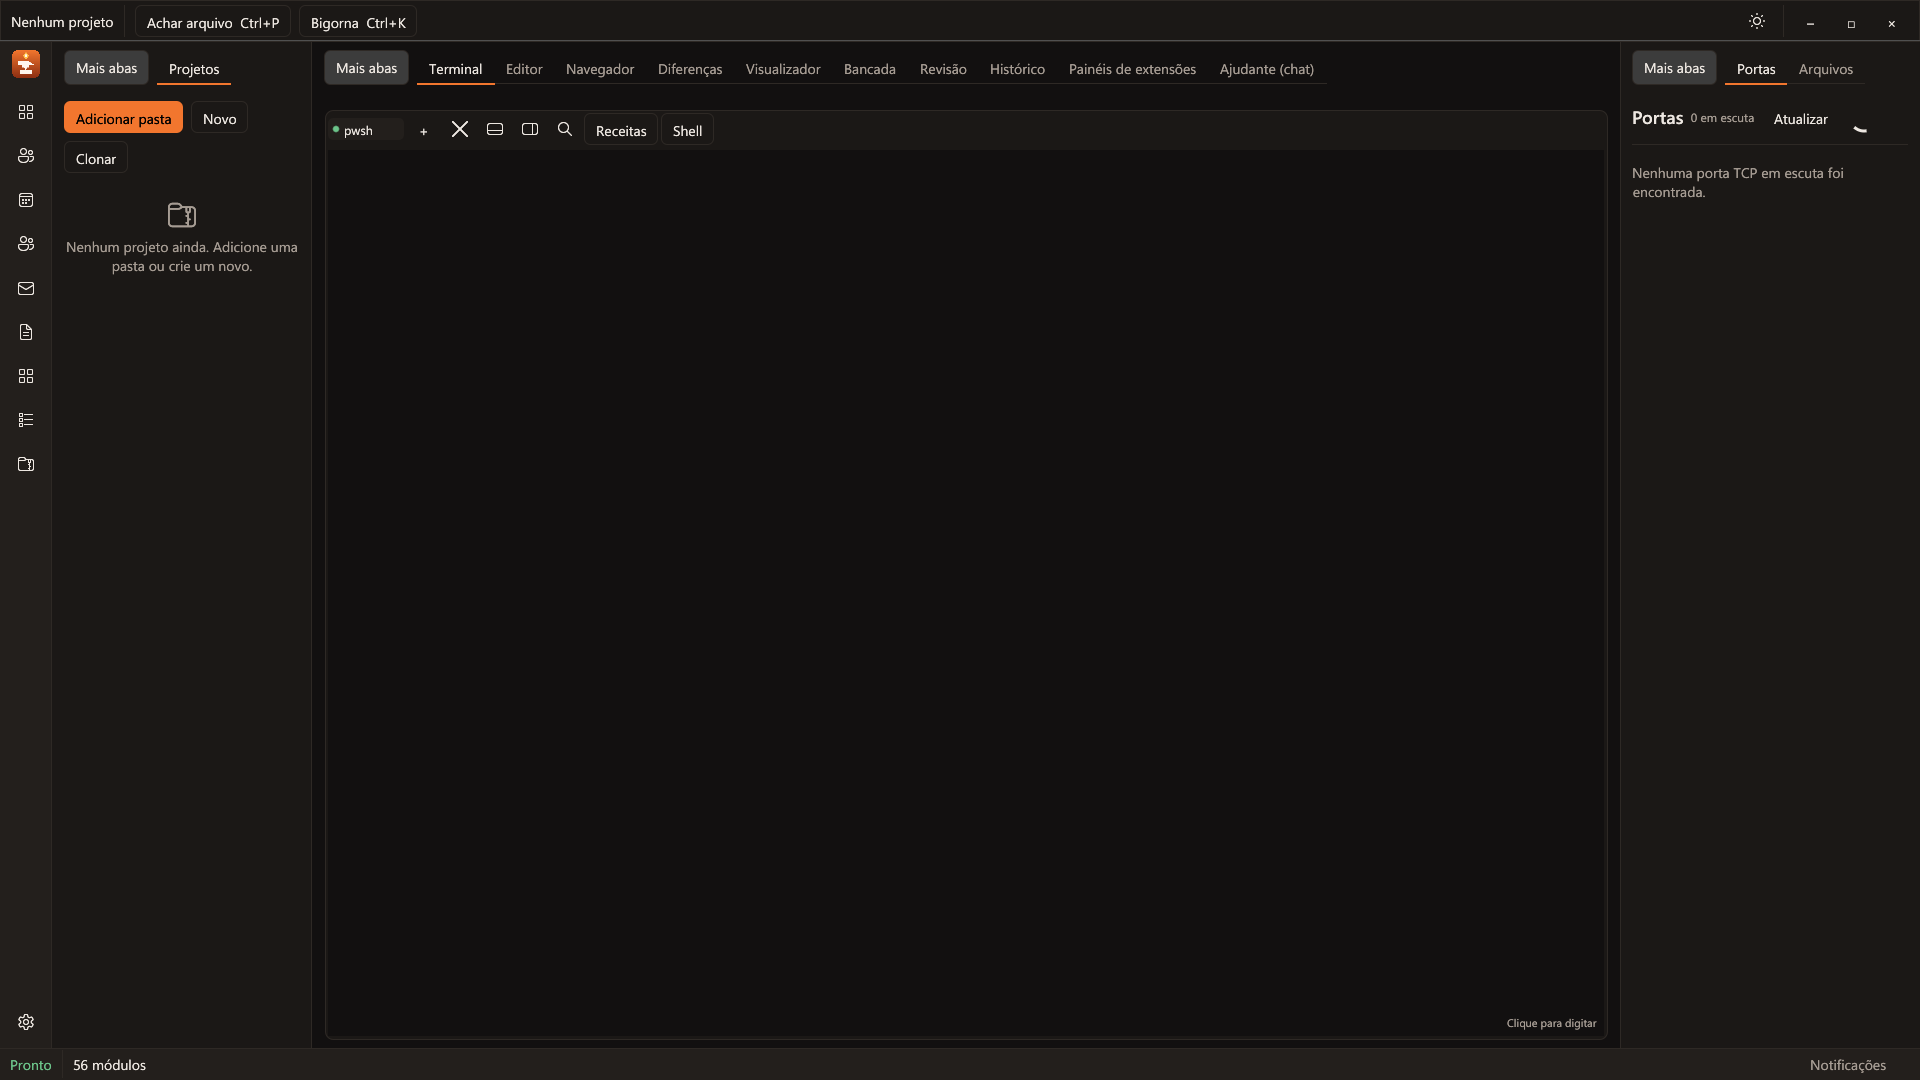 Nenhum projeto
Achar arquivo Ctrl+P
Bigorna Ctrl+K
Mais abas
Projetos
Adicionar pasta
Novo
Clonar
Nenhum projeto ainda. Adicione uma
pasta ou crie um novo.
Mais abas
Terminal
Editor
Navegador
Diferenças
Visualizador
Bancada
Revisão
Histórico
Painéis de extensões
Ajudante (chat)
pwsh
Receitas
Shell
Clique para digitar
Mais abas
Portas
Arquivos
Portas 0 em escuta
Atualizar
Nenhuma porta TCP em escuta foi
encontrada.
Pronto
56 módulos
Notificações